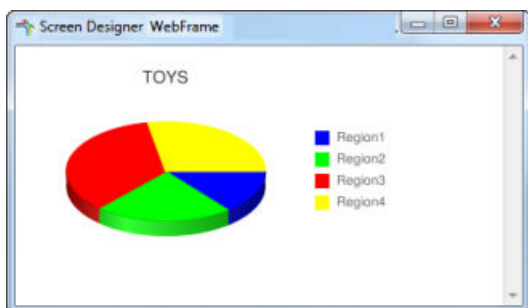 Screen Designer WebFrame
TOYS
Region1
Region2
Region3
Region4